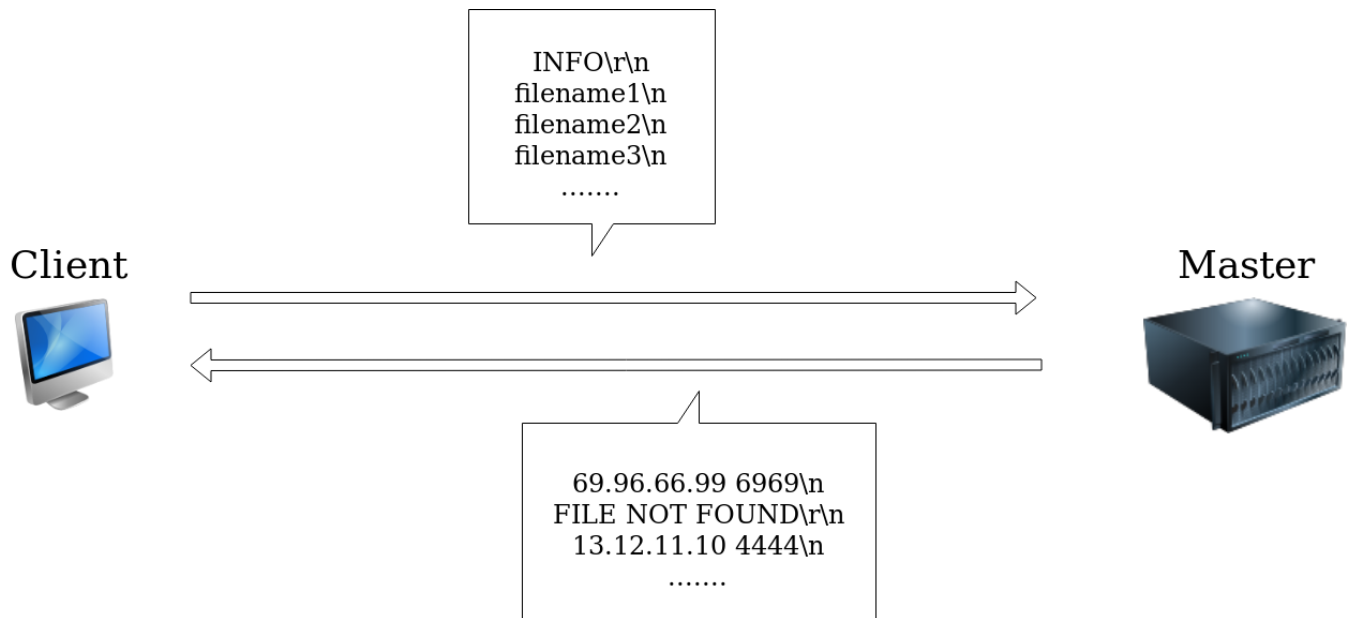 INFO\r\n
filename1\n
filename2\n
filename3\n
.......
Client
Master
69.96.66.99 6969\n
FILE NOT FOUND\r\n
13.12.11.10 4444\n
.......